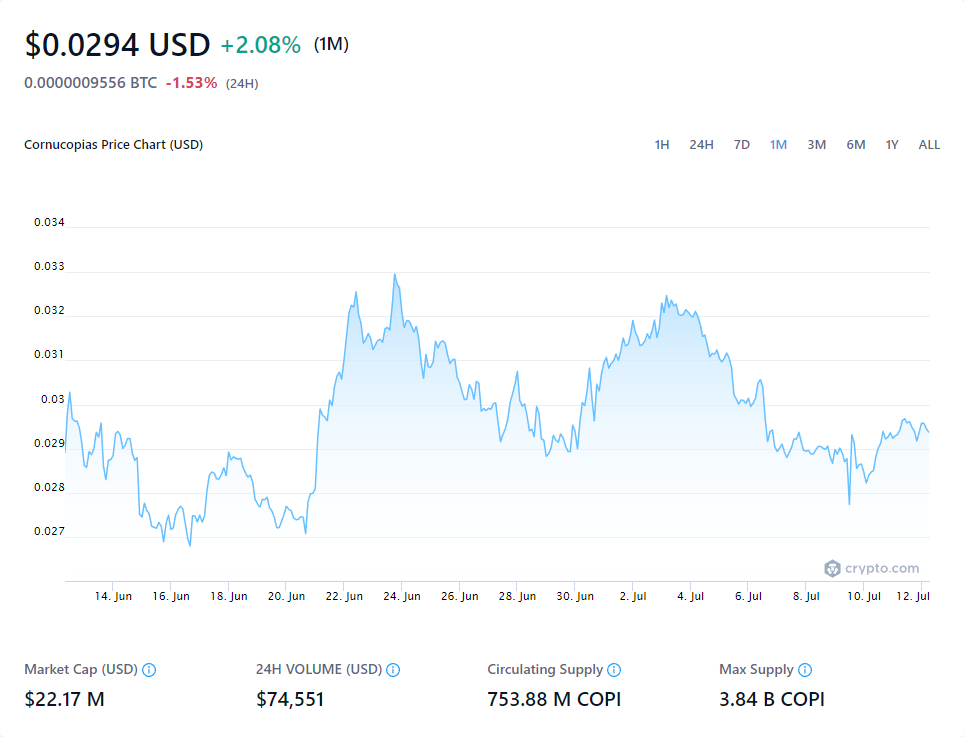 $0.0294 USD +2.08% (1M)
0.0000009556 BTC -1.53% (24H)
Cornucopias Price Chart (USD) 1H 24H 7D 1M 3M 6M 1Y ALL
0.034
0.033
0.032
0.031
0.03
0.029
0.028
0.027
crypto.com
14. Jun 16. Jun 18. Jun 20. Jun 22. Jun 24. Jun 26. Jun 28. Jun 30. Jun 2. Jul 4. Jul 6. Jul 8. Jul 10. Jul 12. Jul
Market Cap (USD) 24H VOLUME (USD) Circulating Supply Max Supply
$22.17 M $74,551 753.88 M COPI 3.84 B COPI